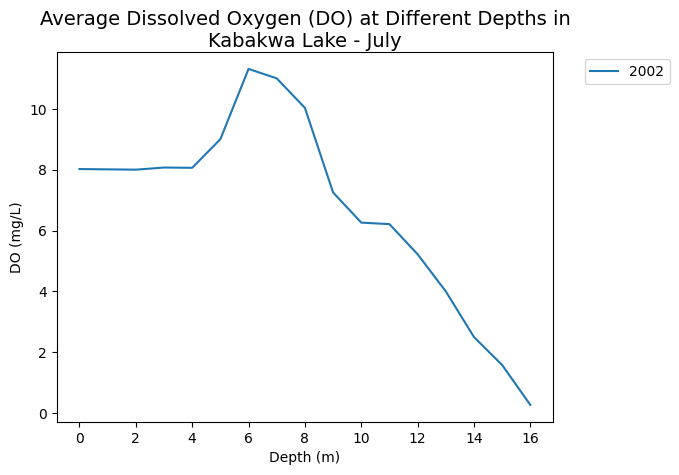 Average Dissolved Oxygen (DO) at Different Depths in
Kabakwa Lake - July
2002
10
8
6
4
2
0
DO (mg/L)
0 2 4 6 8 10 12 14 16
Depth (m)